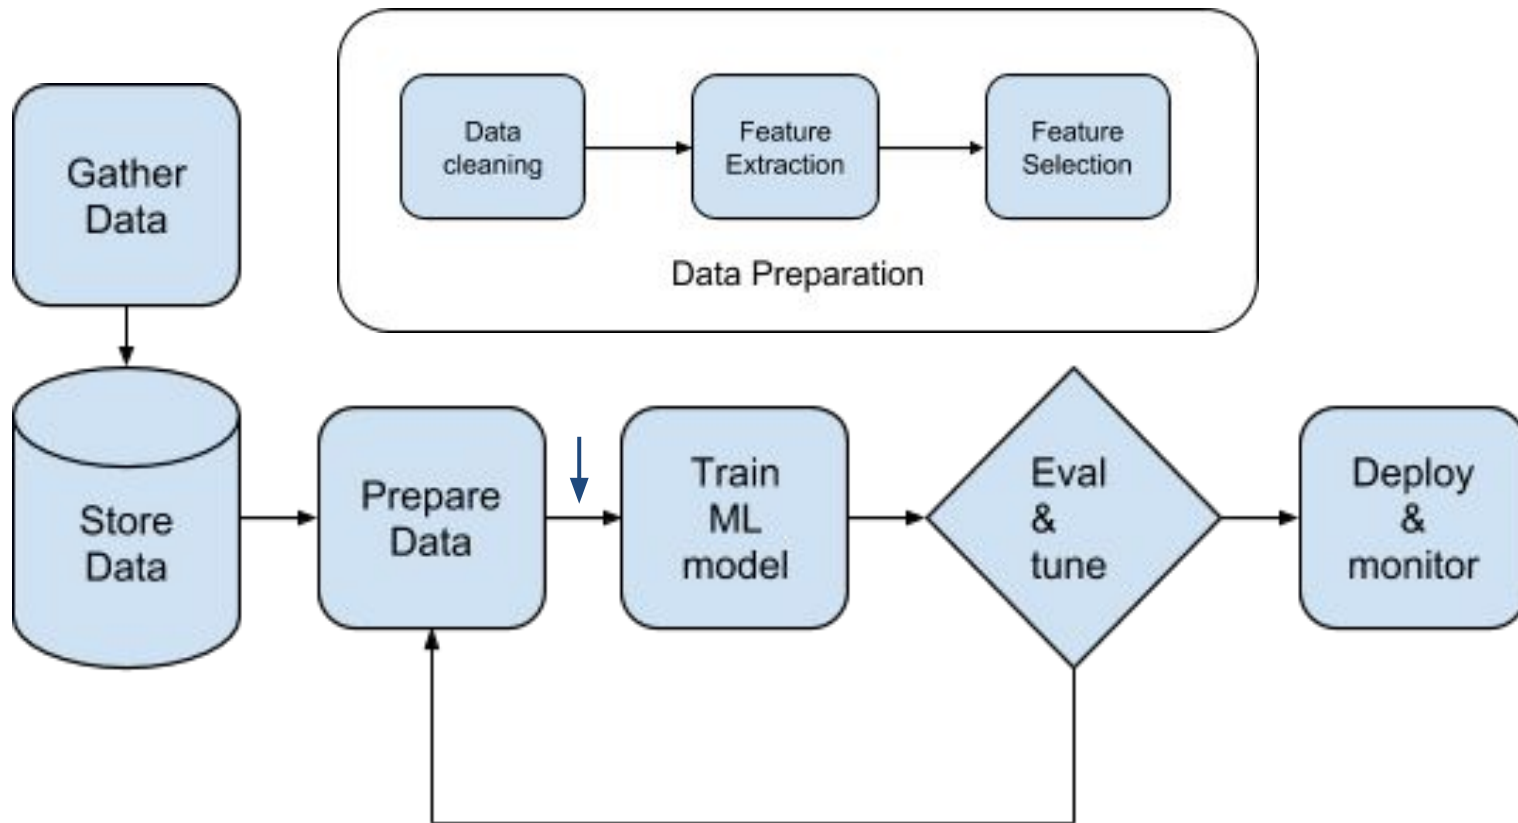 Gather
Data
Data
cleaning
Feature
Extraction
Feature
Selection
Data Preparation
Store
Data
Prepare
Data
Train
ML
model
Eval
&
tune
Deploy
&
monitor